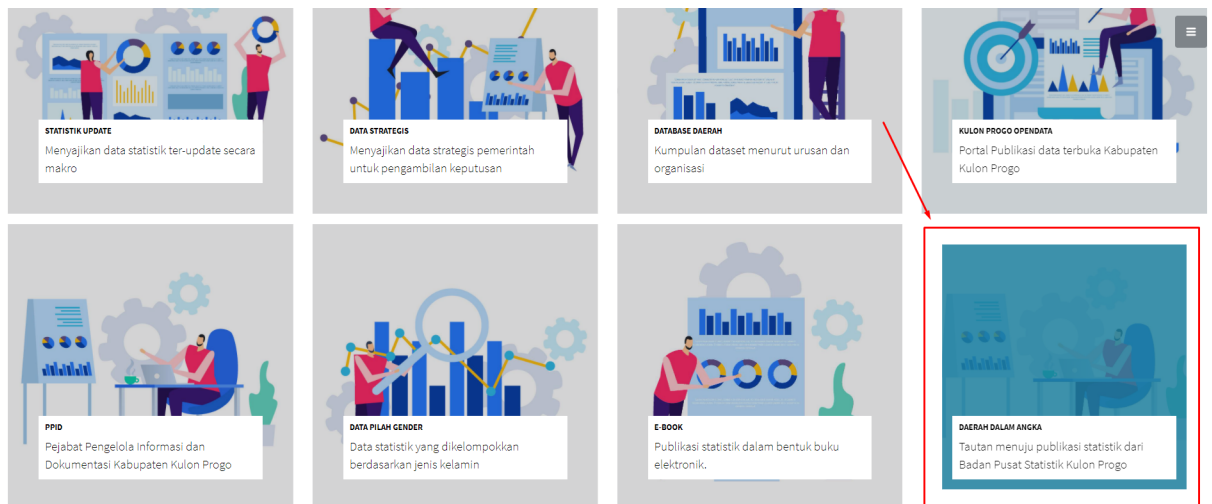 STATISTIK UPDATE
Menyajikan data statistik ter-update secara
makro
DATA STRATEGIS
Menyajikan data strategis pemerintah
untuk pengambilan keputusan
DATABASE DAERAH
Kumpulan dataset menurut urusan dan
organisasi
KULON PROGO OPENDATA
Portal Publikasi data terbuka Kabupaten
Kulon Progo
PPID
Pejabat Pengelola Informasi dan
Dokumentasi Kabupaten Kulon Progo
DATA PILAH GENDER
Data statistik yang dikelompokkan
berdasarkan jenis kelamin
E-BOOK
Publikasi statistik dalam bentuk buku
elektronik.
DAERAH DALAM ANGKA
Tautan menuju publikasi statistik dari
Badan Pusat Statistik Kulon Progo